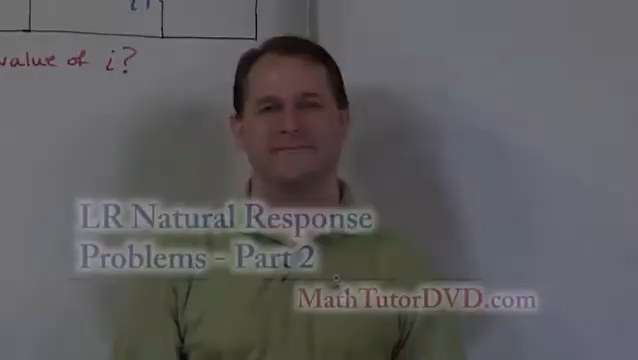 value of i?
LR Natural Response
Problems - Part 2
MathTutorDVD.com